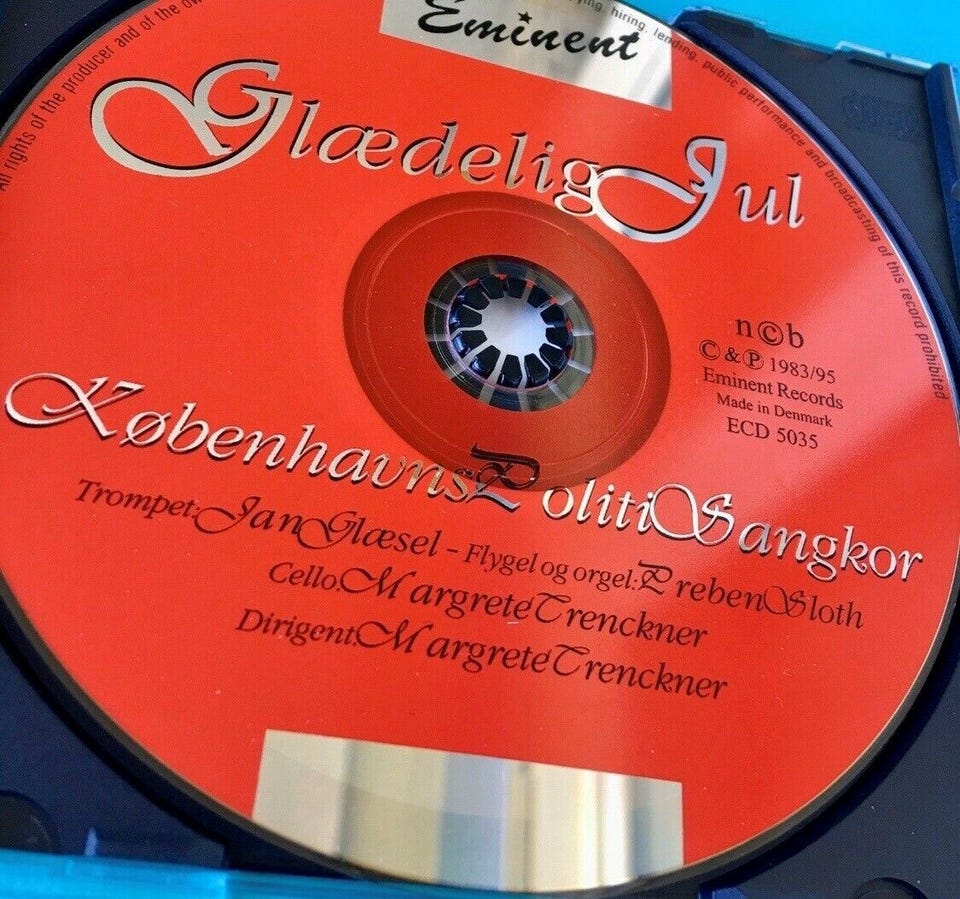 Eminent
All rights of the producer and of the
hiring, lending, public performance and broadcasting of this record prohibited
Glædelig Jul
n©b
© & ℗ 1983/95
Eminent Records
Made in Denmark
ECD 5035
Københavns Politi Sangkor
Trompet: Jan Glæsel - Flygel og orgel: Preben Sloth
Cello: Margrete Trenckner
Dirigent: Margrete Trenckner